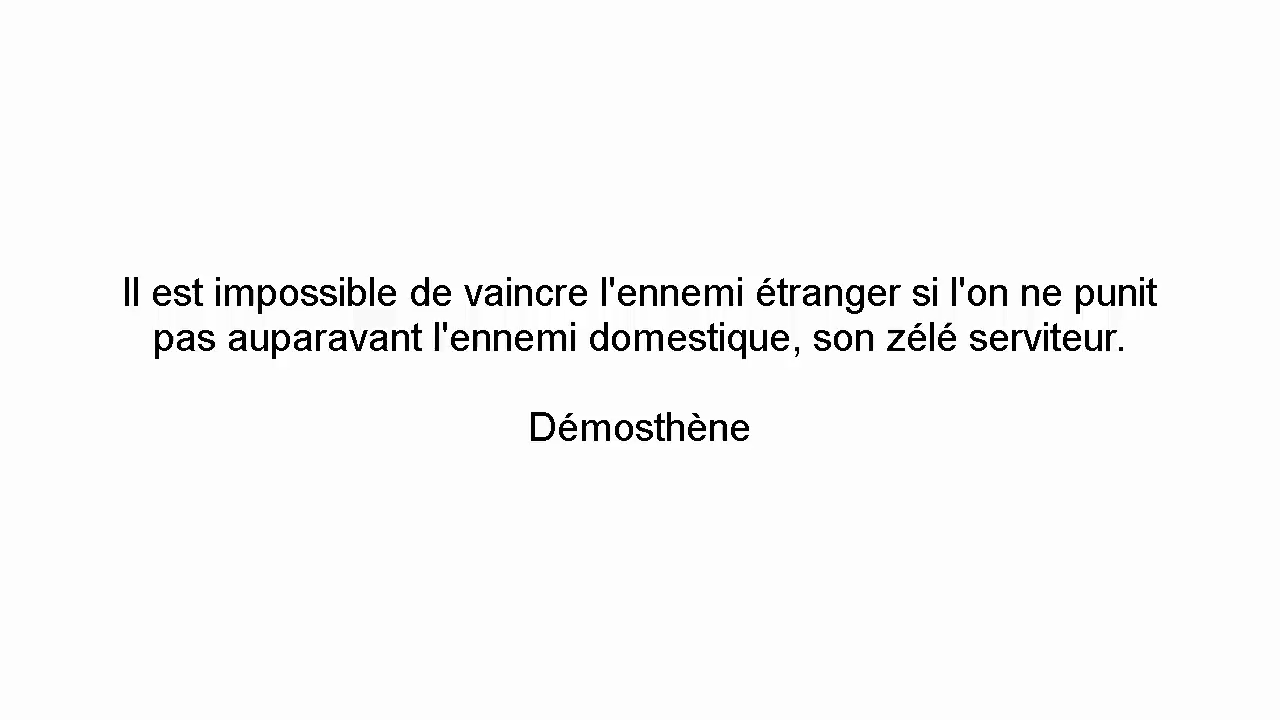 Il est impossible de vaincre l'ennemi étranger si l'on ne punit
pas auparavant l'ennemi domestique, son zélé serviteur.
Démosthène